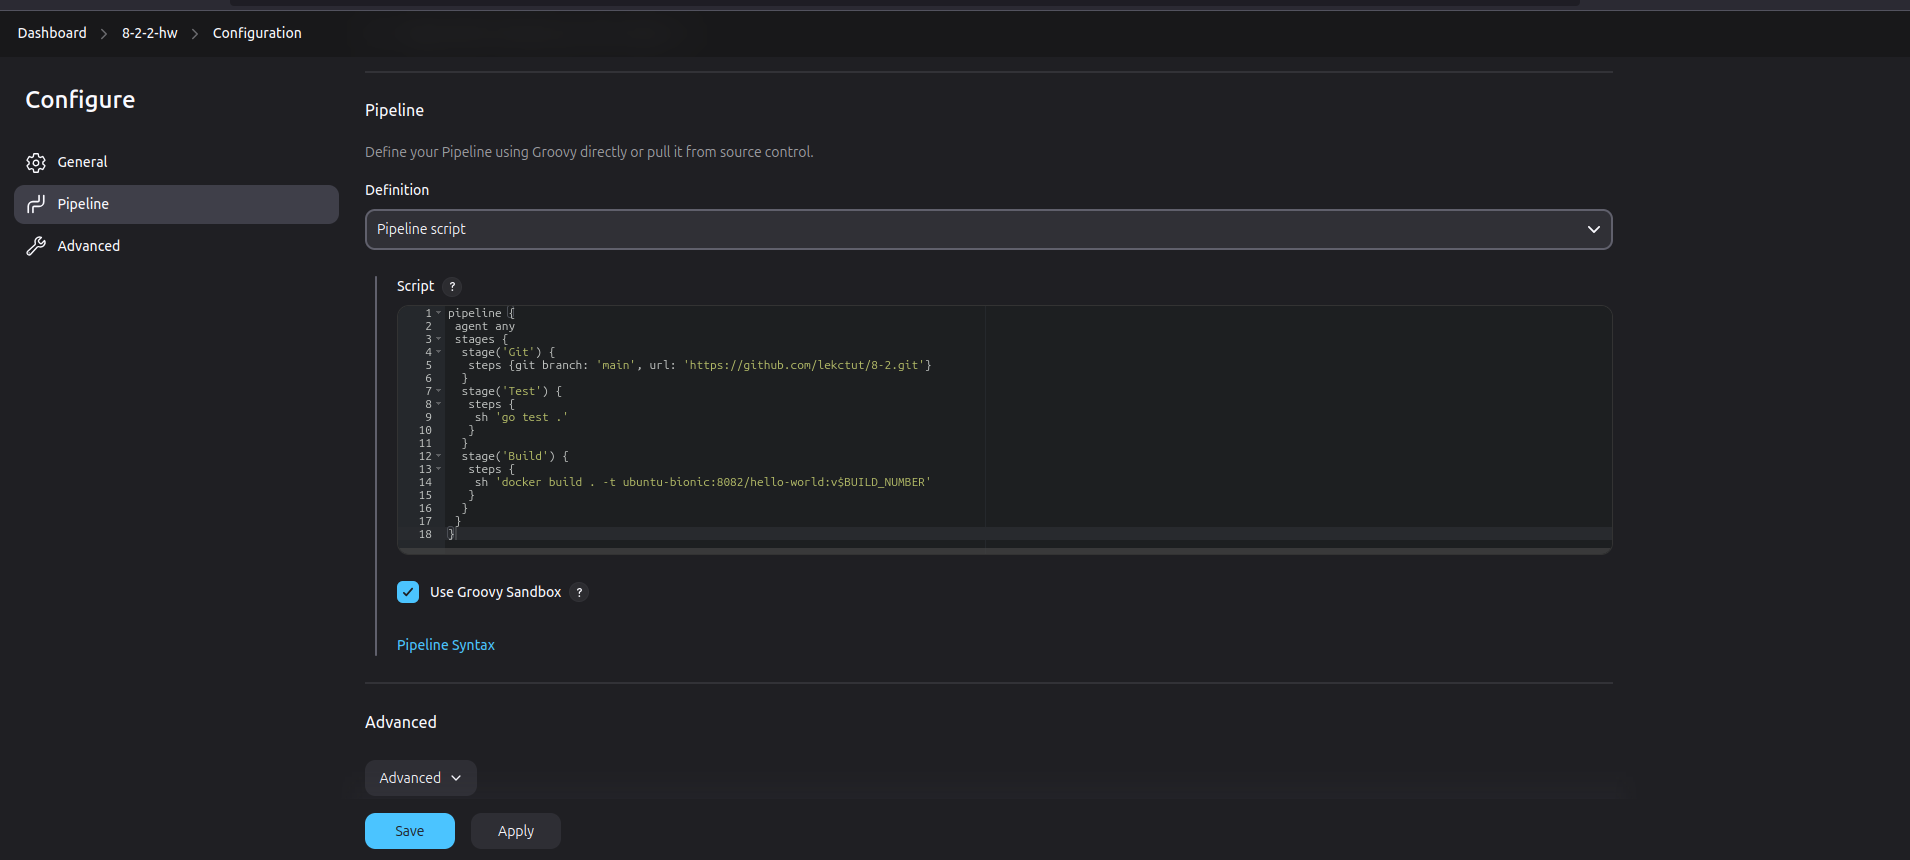 Dashboard > 8-2-2-hw > Configuration
Configure
General
Pipeline
Advanced
Pipeline
Define your Pipeline using Groovy directly or pull it from source control.
Definition
Pipeline script
Script ?
1 pipeline {
2 agent any
3 stages {
4 stage('Git') {
5 steps {git branch: 'main', url: 'https://github.com/lekctut/8-2.git'}
6 }
7 stage('Test') {
8 steps {
9 sh 'go test .'
10 }
11 }
12 stage('Build') {
13 steps {
14 sh 'docker build . -t ubuntu-bionic:8082/hello-world:v$BUILD_NUMBER'
15 }
16 }
17 }
18 }
Use Groovy Sandbox ?
Pipeline Syntax
Advanced
Advanced
Save Apply